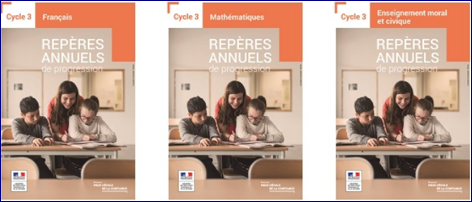 Cycle 3 Français
REPÈRES
ANNUELS
de progression
Cycle 3 Mathématiques
REPÈRES
ANNUELS
de progression
Cycle 3 Enseignement moral
et civique
REPÈRES
ANNUELS
de progression